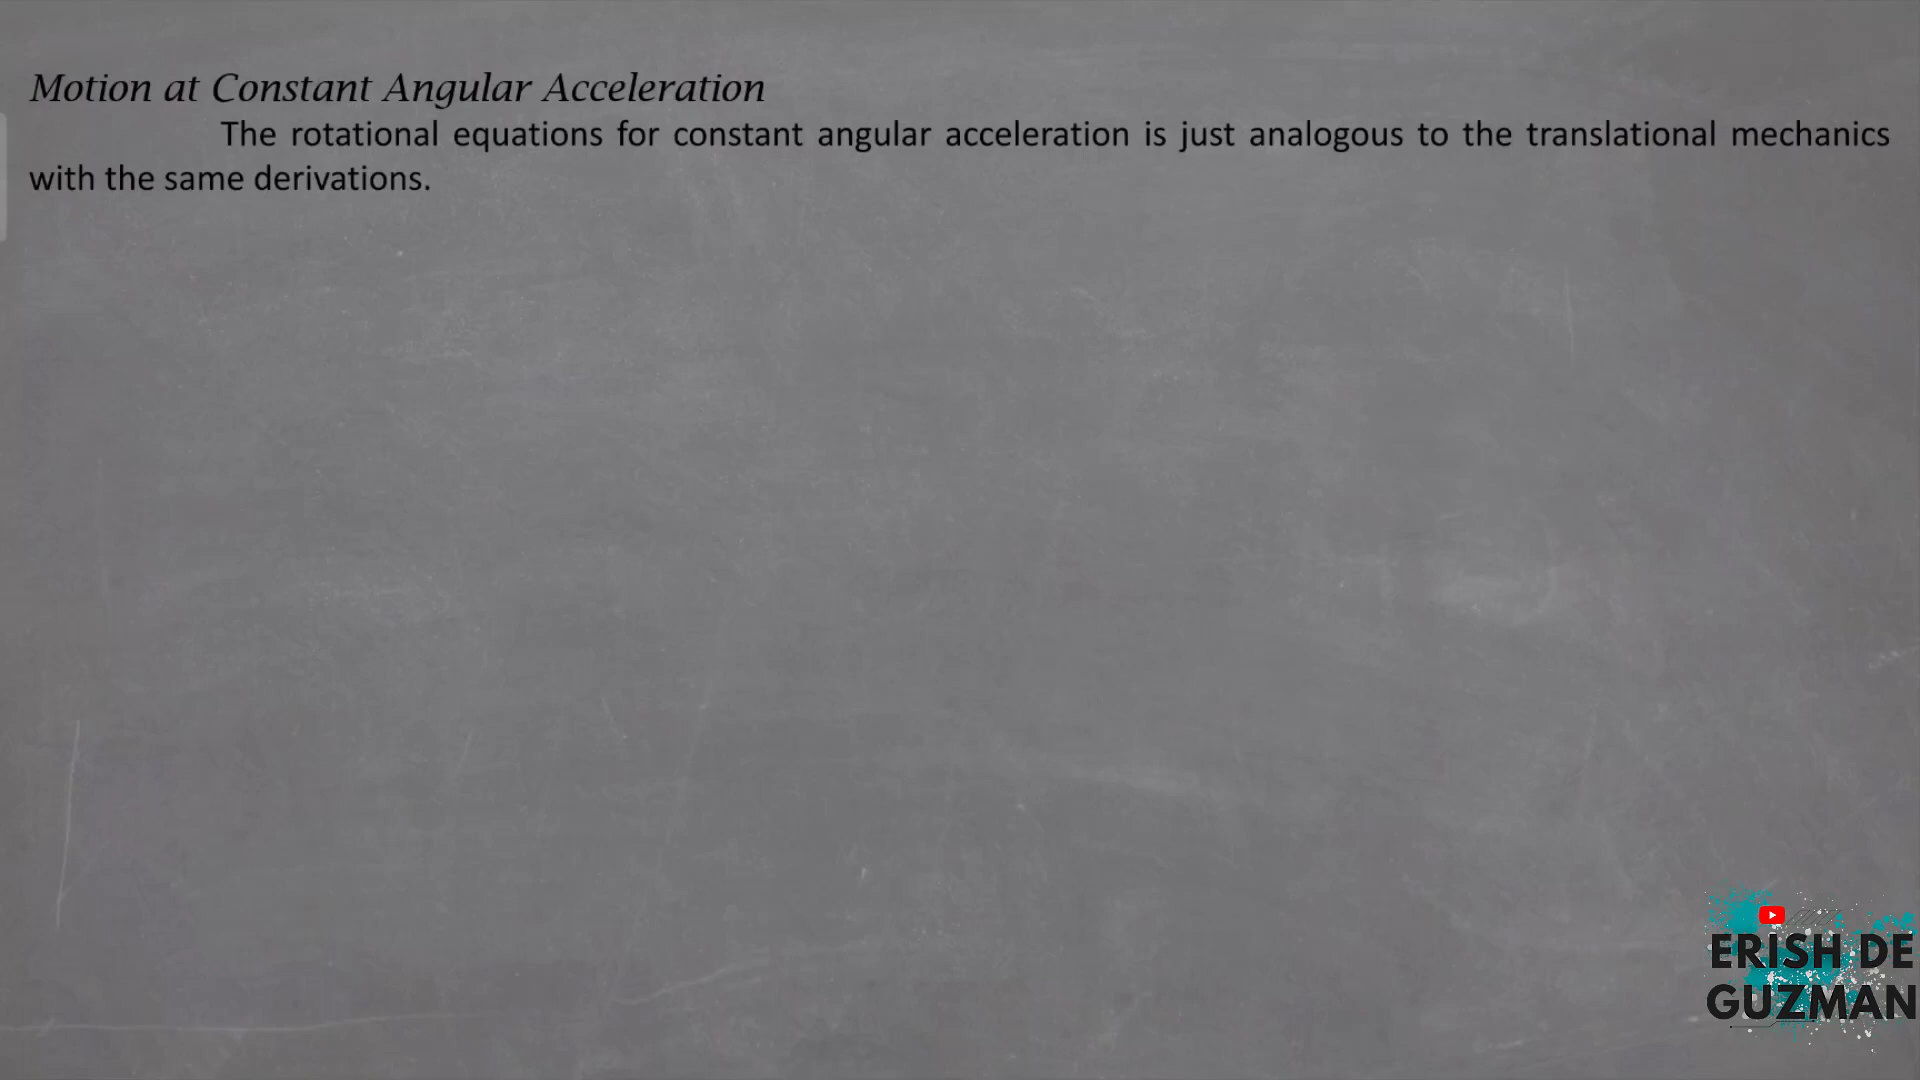 Motion at Constant Angular Acceleration
The rotational equations for constant angular acceleration is just analogous to the translational mechanics
with the same derivations.
ERISH DE
GUZMAN